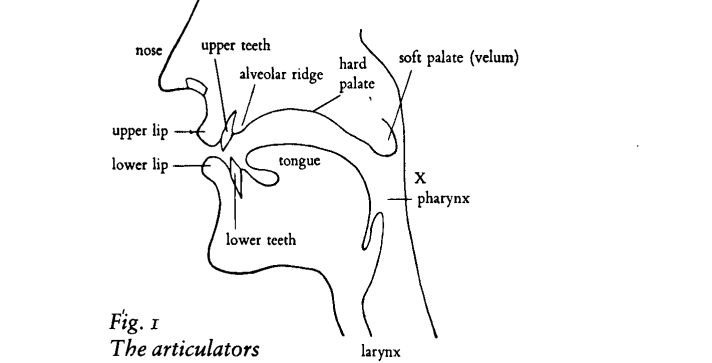 nose
upper teeth
alveolar ridge
hard
palate
soft palate (velum)
upper lip
lower lip
tongue
X
pharynx
lower teeth
Fig. 1
The articulators
larynx